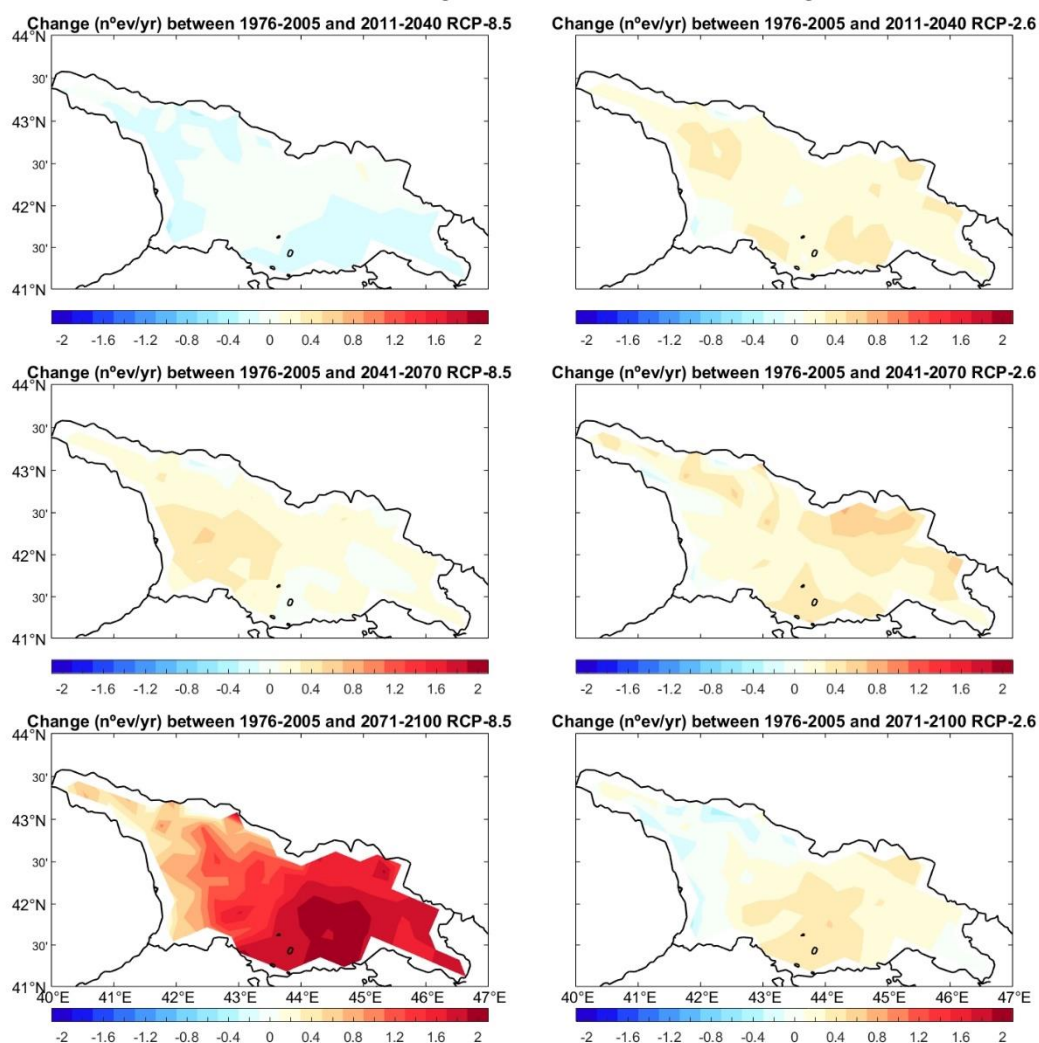 Change (nºev/yr) between 1976-2005 and 2011-2040 RCP-8.5
44°N
30'
43°N
30'
42°N
30'
41°N
-2 -1.6 -1.2 -0.8 -0.4 0 0.4 0.8 1.2 1.6 2
Change (nºev/yr) between 1976-2005 and 2011-2040 RCP-2.6
-2 -1.6 -1.2 -0.8 -0.4 0 0.4 0.8 1.2 1.6 2
Change (nºev/yr) between 1976-2005 and 2041-2070 RCP-8.5
44°N
30'
43°N
30'
42°N
30'
41°N
-2 -1.6 -1.2 -0.8 -0.4 0 0.4 0.8 1.2 1.6 2
Change (nºev/yr) between 1976-2005 and 2041-2070 RCP-2.6
-2 -1.6 -1.2 -0.8 -0.4 0 0.4 0.8 1.2 1.6 2
Change (nºev/yr) between 1976-2005 and 2071-2100 RCP-8.5
44°N
30'
43°N
30'
42°N
30'
41°N
40°E 41°E 42°E 43°E 44°E 45°E 46°E 47°E
-2 -1.6 -1.2 -0.8 -0.4 0 0.4 0.8 1.2 1.6 2
Change (nºev/yr) between 1976-2005 and 2071-2100 RCP-2.6
40°E 41°E 42°E 43°E 44°E 45°E 46°E 47°E
-2 -1.6 -1.2 -0.8 -0.4 0 0.4 0.8 1.2 1.6 2